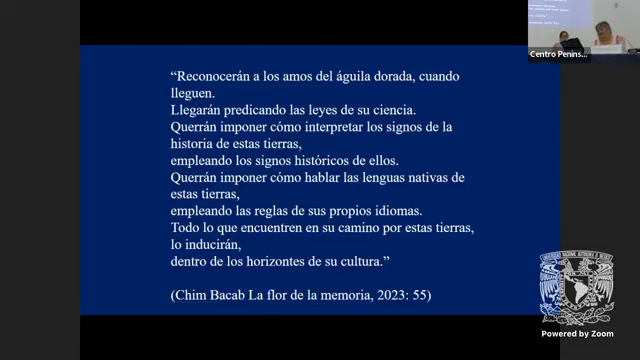 Centro Penins...
“Reconocerán a los amos del águila dorada, cuando
lleguen.
Llegarán predicando las leyes de su ciencia.
Querrán imponer cómo interpretar los signos de la
historia de estas tierras,
empleando los signos históricos de ellos.
Querrán imponer cómo hablar las lenguas nativas de
estas tierras,
empleando las reglas de sus propios idiomas.
Todo lo que encuentren en su camino por estas tierras,
lo inducirán,
dentro de los horizontes de su cultura.”
(Chim Bacab La flor de la memoria, 2023: 55)
Powered by Zoom